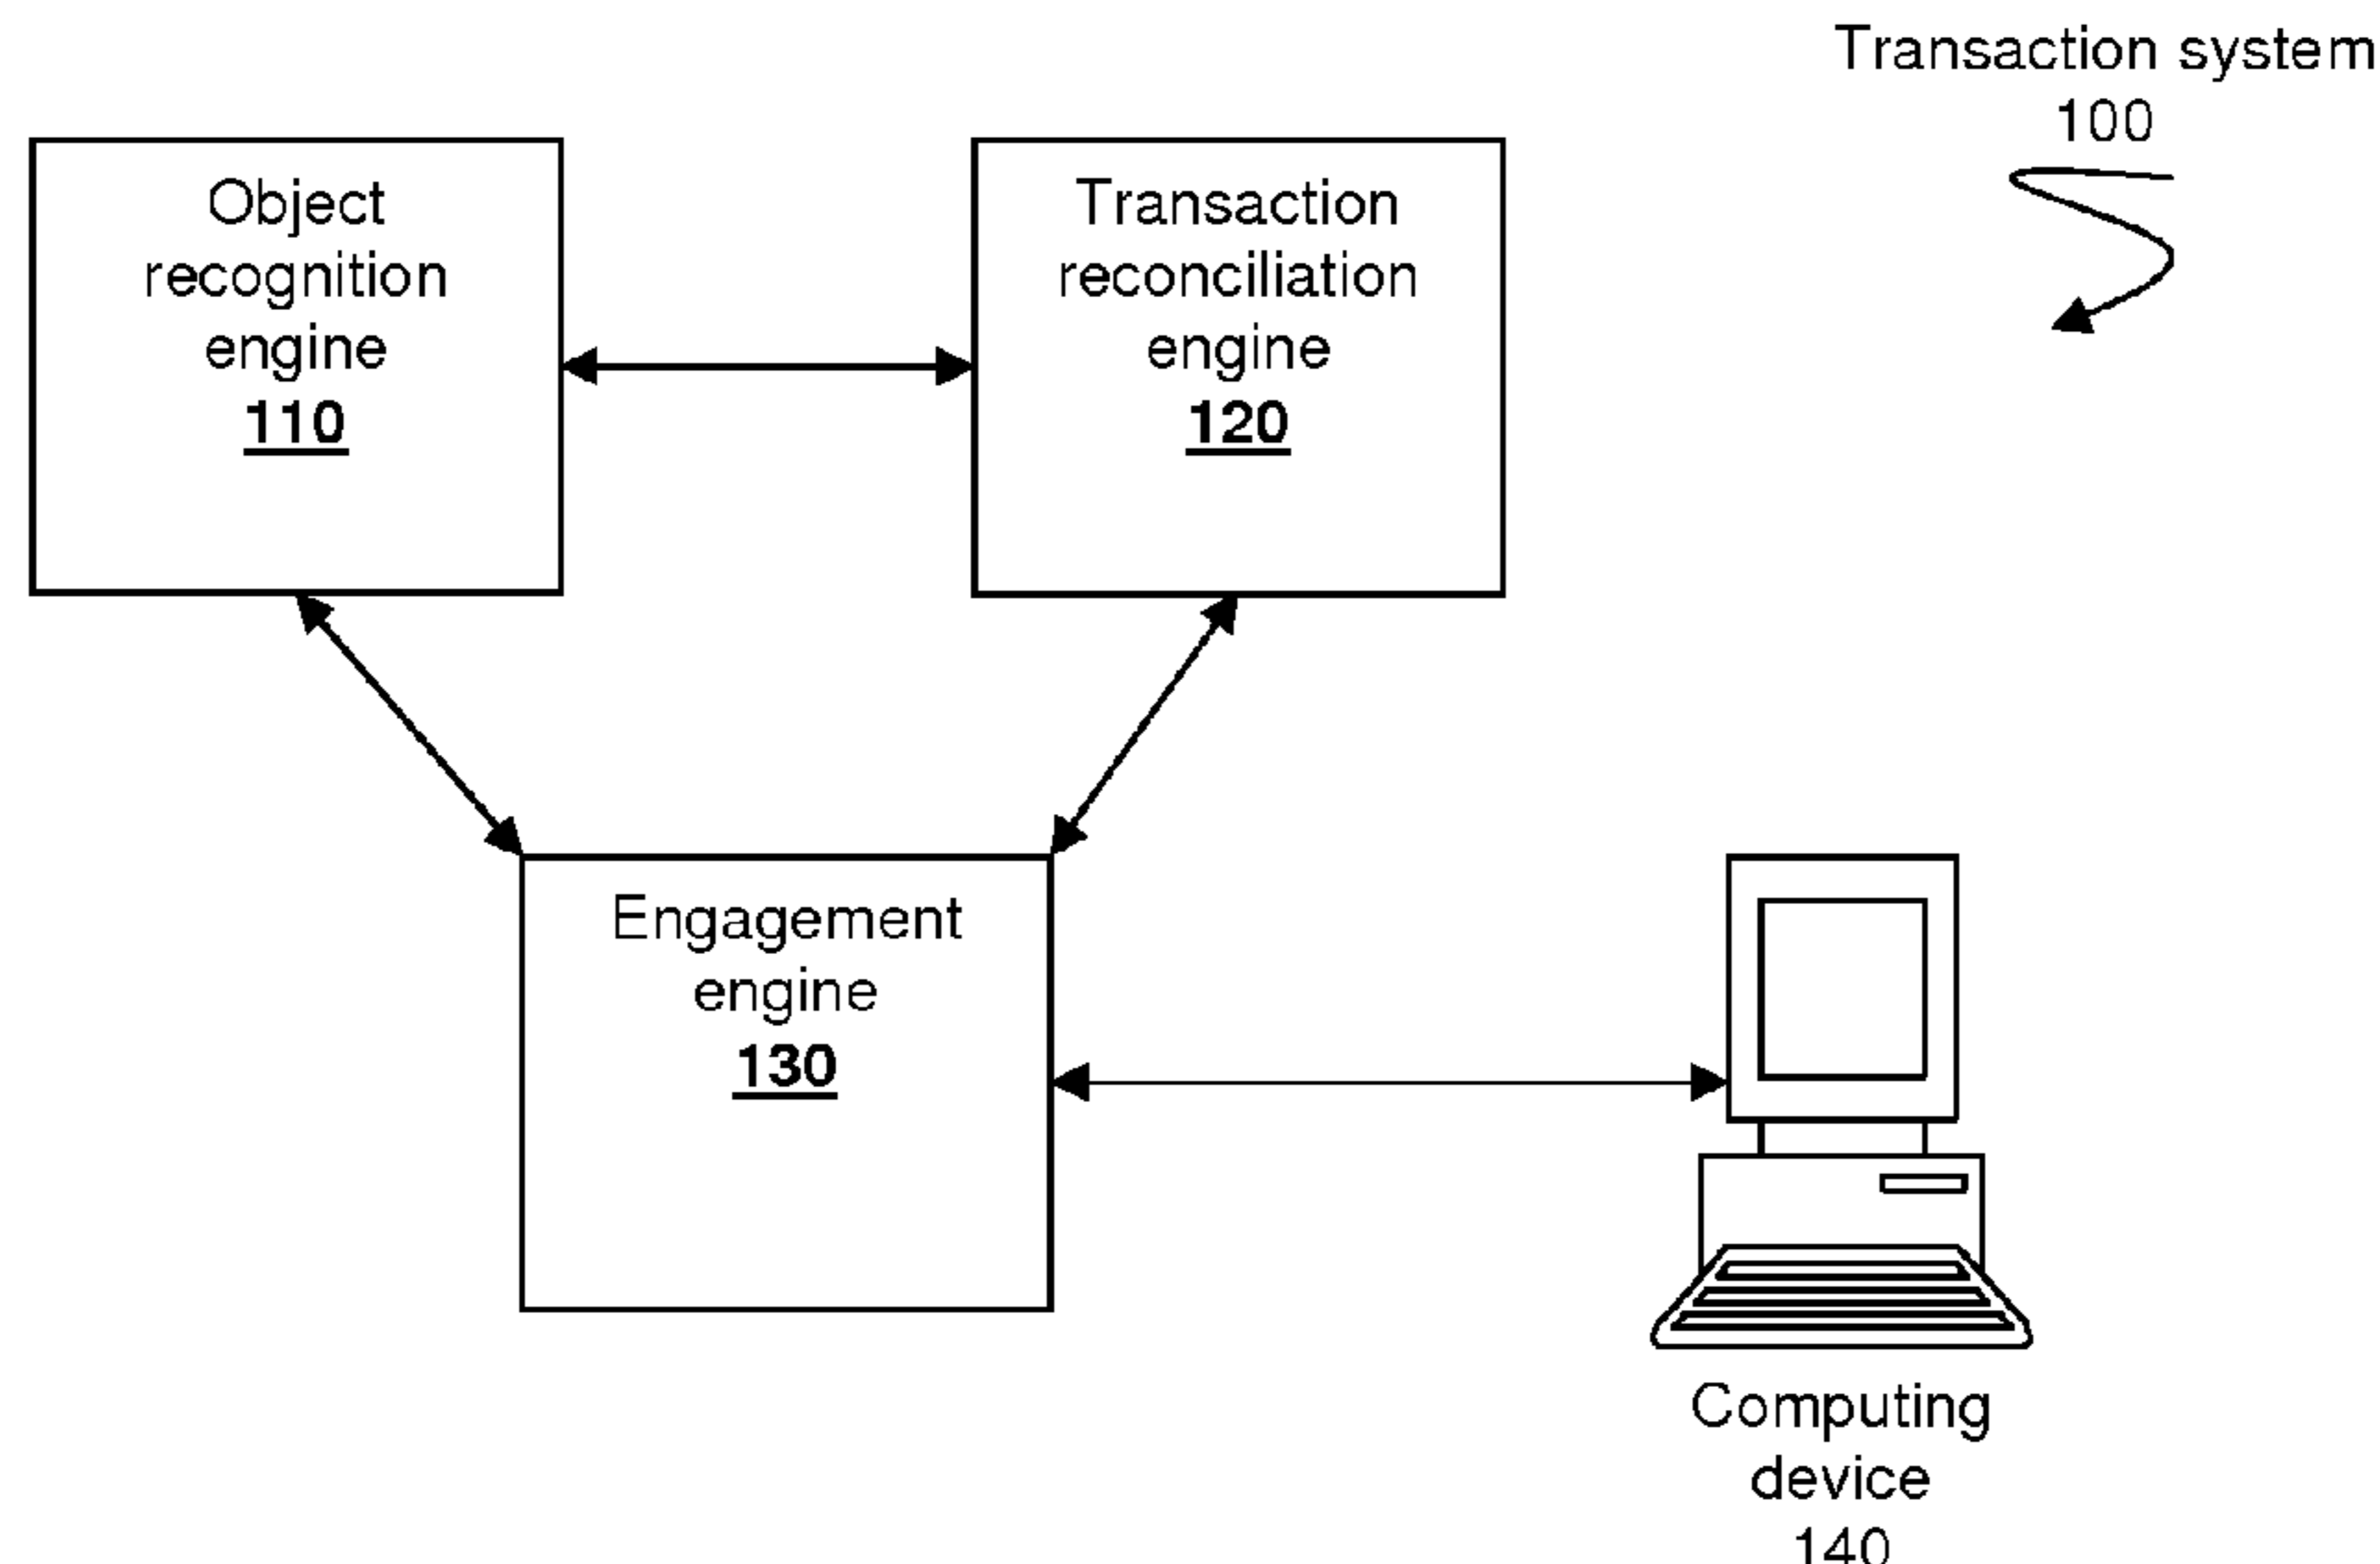 Transaction system
100
Object
recognition
engine
110
Transaction
reconciliation
engine
120
Engagement
engine
130
Computing
device
140